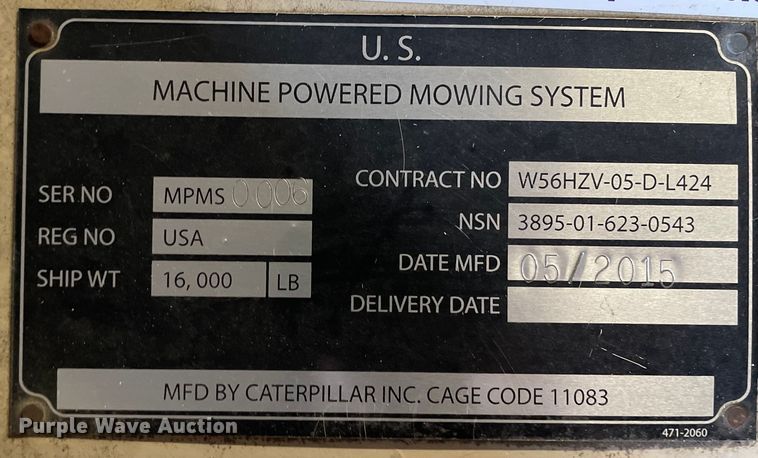 U. S.
MACHINE POWERED MOWING SYSTEM
SER NO MPMS 0006
REG NO USA
SHIP WT 16,000 LB
CONTRACT NO W56HZV-05-D-L424
NSN 3895-01-623-0543
DATE MFD 05/2015
DELIVERY DATE
MFD BY CATERPILLAR INC. CAGE CODE 11083
471-2060
Purple Wave Auction